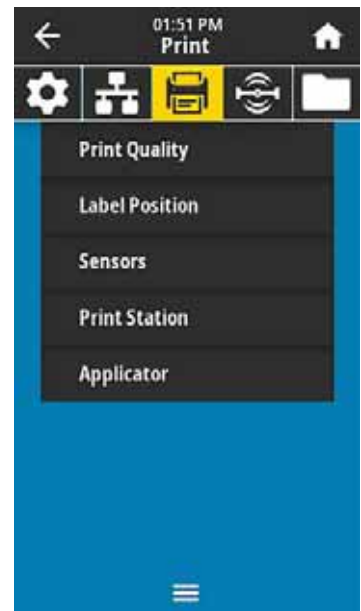 01:51 PM
Print
Print Quality
Label Position
Sensors
Print Station
Applicator